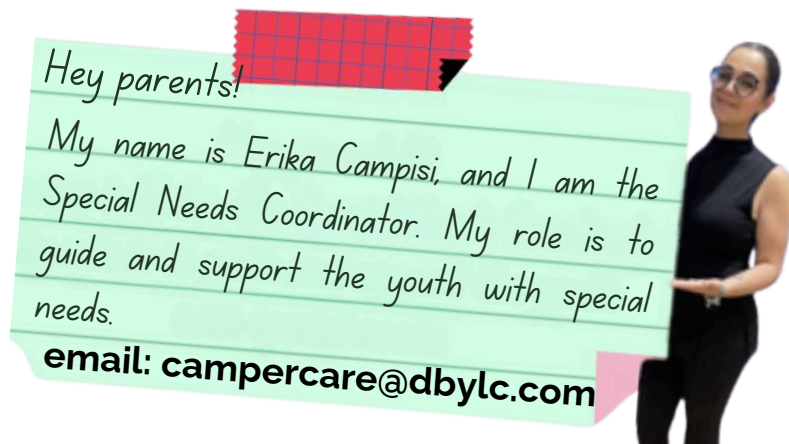 Hey parents!
My name is Erika Campisi, and I am the
Special Needs Coordinator. My role is to
guide and support the youth with special
needs.
email: campercare@dbylc.com